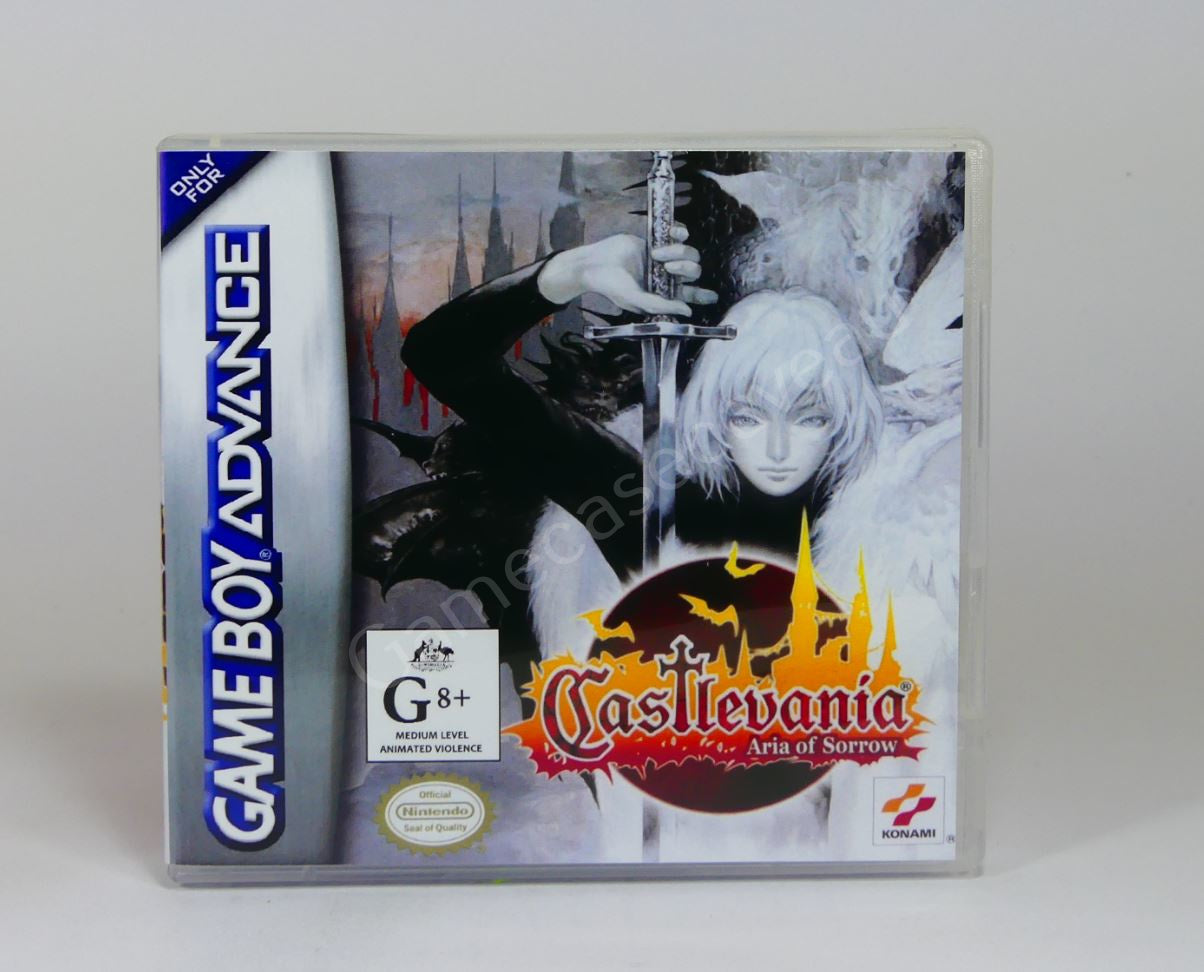 ONLY
FOR
GAME BOY ADVANCE
®
Gamecasecoverart
G 8+
MEDIUM LEVEL
ANIMATED VIOLENCE
Castlevania®
Aria of Sorrow
Official
Nintendo
Seal of Quality
KONAMI
®